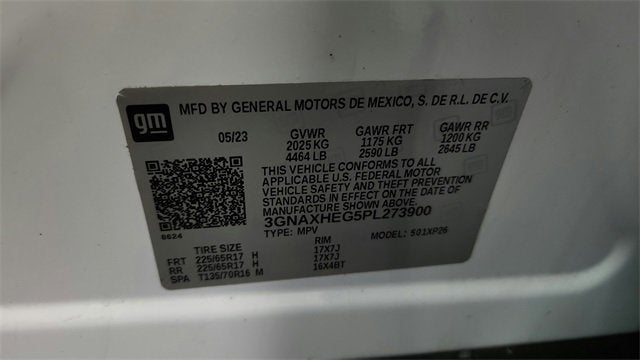 gm
MFD BY GENERAL MOTORS DE MEXICO, S. DE R.L. DE C.V.
05/23 GVWR GAWR FRT GAWR RR
2025 KG 1175 KG 1200 KG
4464 LB 2590 LB 2645 LB
THIS VEHICLE CONFORMS TO ALL
APPLICABLE U.S. FEDERAL MOTOR
VEHICLE SAFETY AND THEFT PREVENTION
STANDARDS IN EFFECT ON THE DATE OF
MANUFACTURE SHOWN ABOVE.
3GNAXHEG5PL273900
8624 TYPE: MPV MODEL: 501XP26
TIRE SIZE RIM
FRT 225/65R17 H 17X7J
RR 225/65R17 H 17X7J
SPA T135/70R16 M 16X4BT